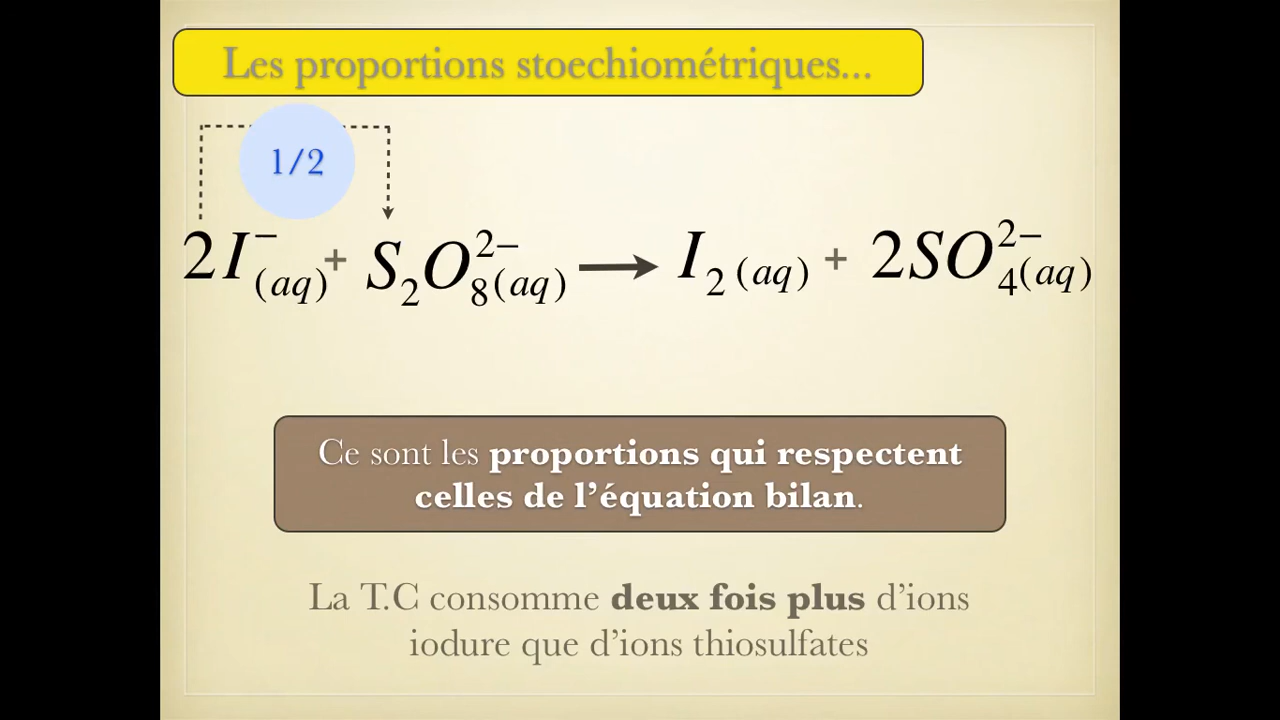 Les proportions stoechiométriques...
1/2
2I⁻(aq) + S₂O₈²⁻(aq) → I₂(aq) + 2SO₄²⁻(aq)
Ce sont les proportions qui respectent
celles de l’équation bilan.
La T.C consomme deux fois plus d’ions
iodure que d’ions thiosulfates